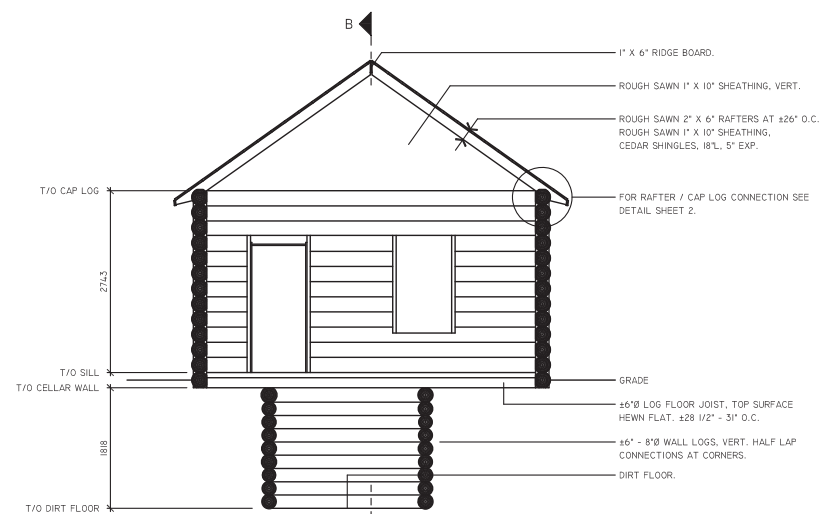 B
1" X 6" RIDGE BOARD.
ROUGH SAWN 1" X 10" SHEATHING, VERT.
ROUGH SAWN 2" X 6" RAFTERS AT ±26" O.C.
ROUGH SAWN 1" X 10" SHEATHING,
CEDAR SHINGLES, 18"L, 5" EXP.
T/O CAP LOG
FOR RAFTER / CAP LOG CONNECTION SEE
DETAIL SHEET 2.
2743
T/O SILL
T/O CELLAR WALL
GRADE
±6"Ø LOG FLOOR JOIST, TOP SURFACE
HEWN FLAT. ±28 1/2" - 31" O.C.
1818
±6" - 8"Ø WALL LOGS, VERT. HALF LAP
CONNECTIONS AT CORNERS.
DIRT FLOOR.
T/O DIRT FLOOR